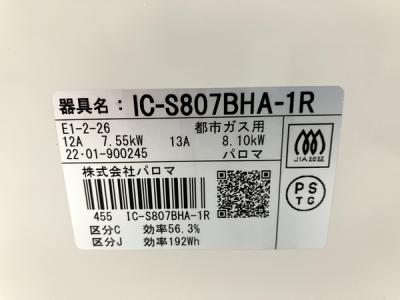 器具名：IC-S807BHA-1R
E1-2-26 都市ガス用
12A 7.55kW 13A 8.10kW
22･01-900245 パロマ
株式会社パロマ
JIA認証
PS
TG
455 IC-S807BHA-1R
区分C 効率56.3%
区分J 効率192Wh